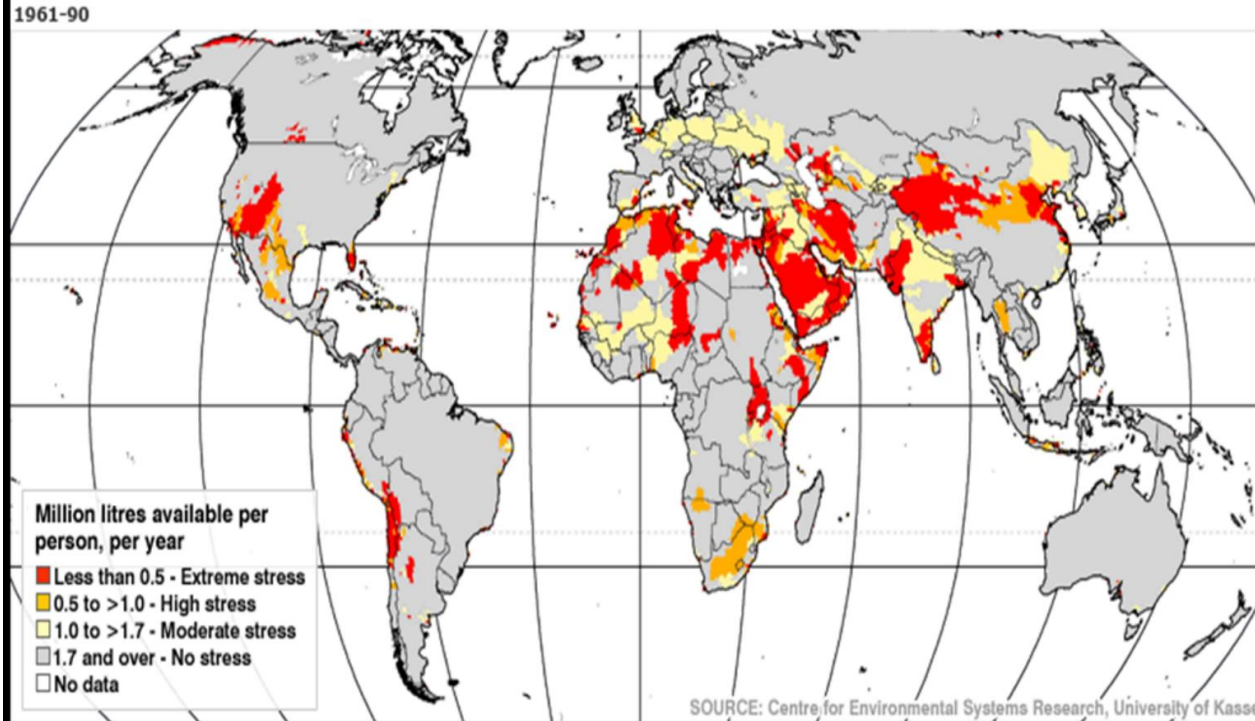 1961-90
Million litres available per
person, per year
Less than 0.5 - Extreme stress
0.5 to >1.0 - High stress
1.0 to >1.7 - Moderate stress
1.7 and over - No stress
No data
SOURCE: Centre for Environmental Systems Research, University of Kass